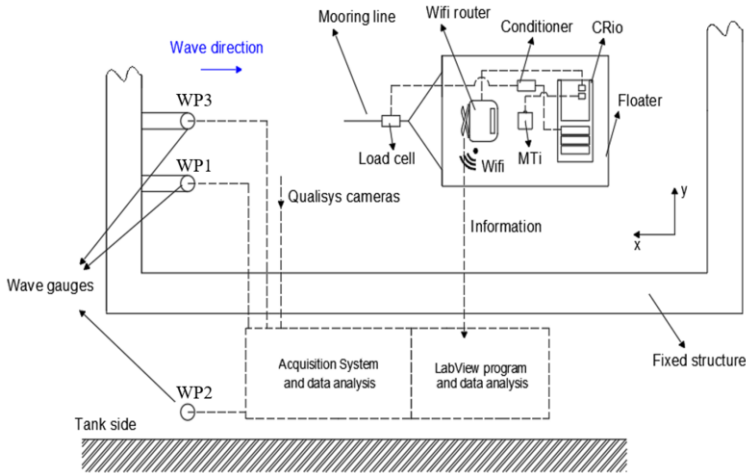 Mooring line
Wifi router
Conditioner
CRio
Wave direction
WP3
Floater
Load cell
Wifi
MTi
WP1
Qualisys cameras
y
Information
x
Wave gauges
Fixed structure
Acquisition System
and data analysis
LabView program
and data analysis
WP2
Tank side